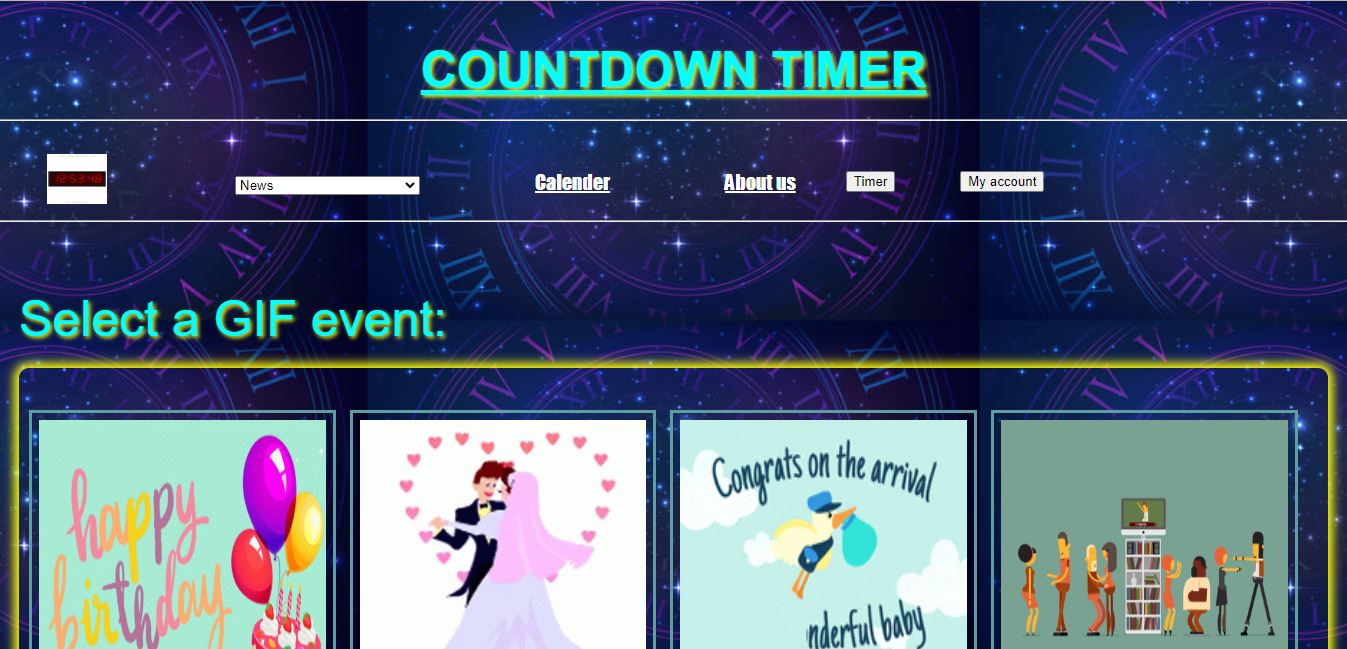 COUNTDOWN TIMER
12:53:48
News
Calender
About us
Timer
My account
Select a GIF event:
happy
birthday
Congrats on the arrival
nderful baby